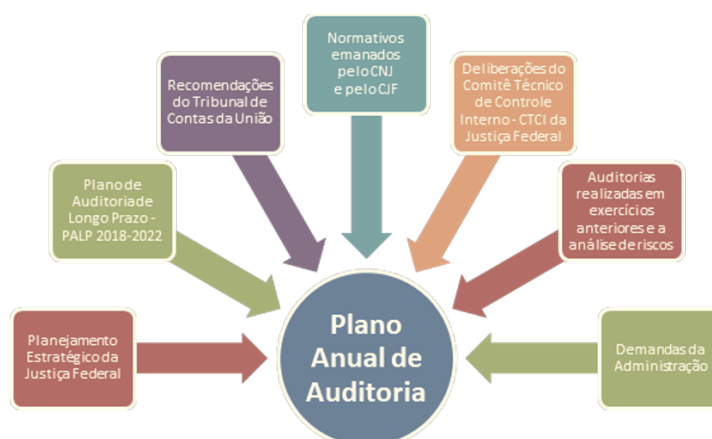 Normativos
emanados
pelo CNJ
e pelo CJF
Recomendações
do Tribunal de
Contas da União
Deliberações do
Comitê Técnico
de Controle
Interno - CTCI da
Justiça Federal
Plano de
Auditoria de
Longo Prazo -
PALP 2018-2022
Auditorias
realizadas em
exercícios
anteriores e a
análise de riscos
Planejamento
Estratégico da
Justiça Federal
Plano
Anual de
Auditoria
Demandas da
Administração